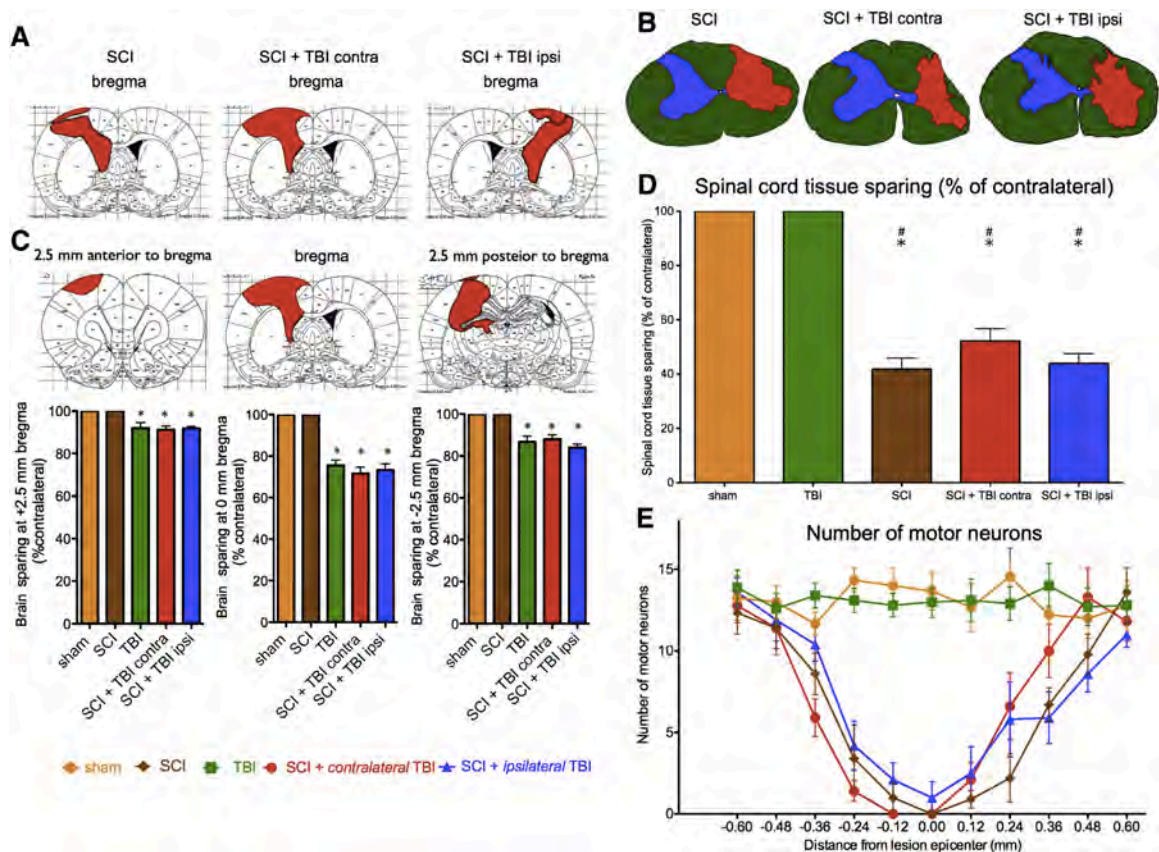 A
SCI
bregma
SCI + TBI contra
bregma
SCI + TBI ipsi
bregma
B
SCI
SCI + TBI contra
SCI + TBI ipsi
C
2.5 mm anterior to bregma
bregma
2.5 mm posteior to bregma
Brain sparing at +2.5 mm bregma
(%contralateral)
100
80
60
40
20
0
sham
SCI
TBI
SCI + TBI contra
SCI + TBI ipsi
* * *
Brain sparing at 0 mm bregma
(% contralateral)
100
80
60
40
20
0
sham
SCI
TBI
SCI + TBI contra
SCI + TBI ipsi
* * *
Brain sparing at -2.5 mm bregma
(% contralateral)
100
80
60
40
20
0
sham
SCI
TBI
SCI + TBI contra
SCI + TBI ipsi
* * *
sham SCI TBI SCI + contralateral TBI SCI + ipsilateral TBI
D
Spinal cord tissue sparing (% of contralateral)
Spinal cord tissue sparing (% of contralateral)
100
80
60
40
20
0
# # #
* * *
sham TBI SCI SCI + TBI contra SCI + TBI ipsi
E
Number of motor neurons
Number of motor neurons
15
10
5
0
-0.60 -0.48 -0.36 -0.24 -0.12 0.00 0.12 0.24 0.36 0.48 0.60
Distance from lesion epicenter (mm)